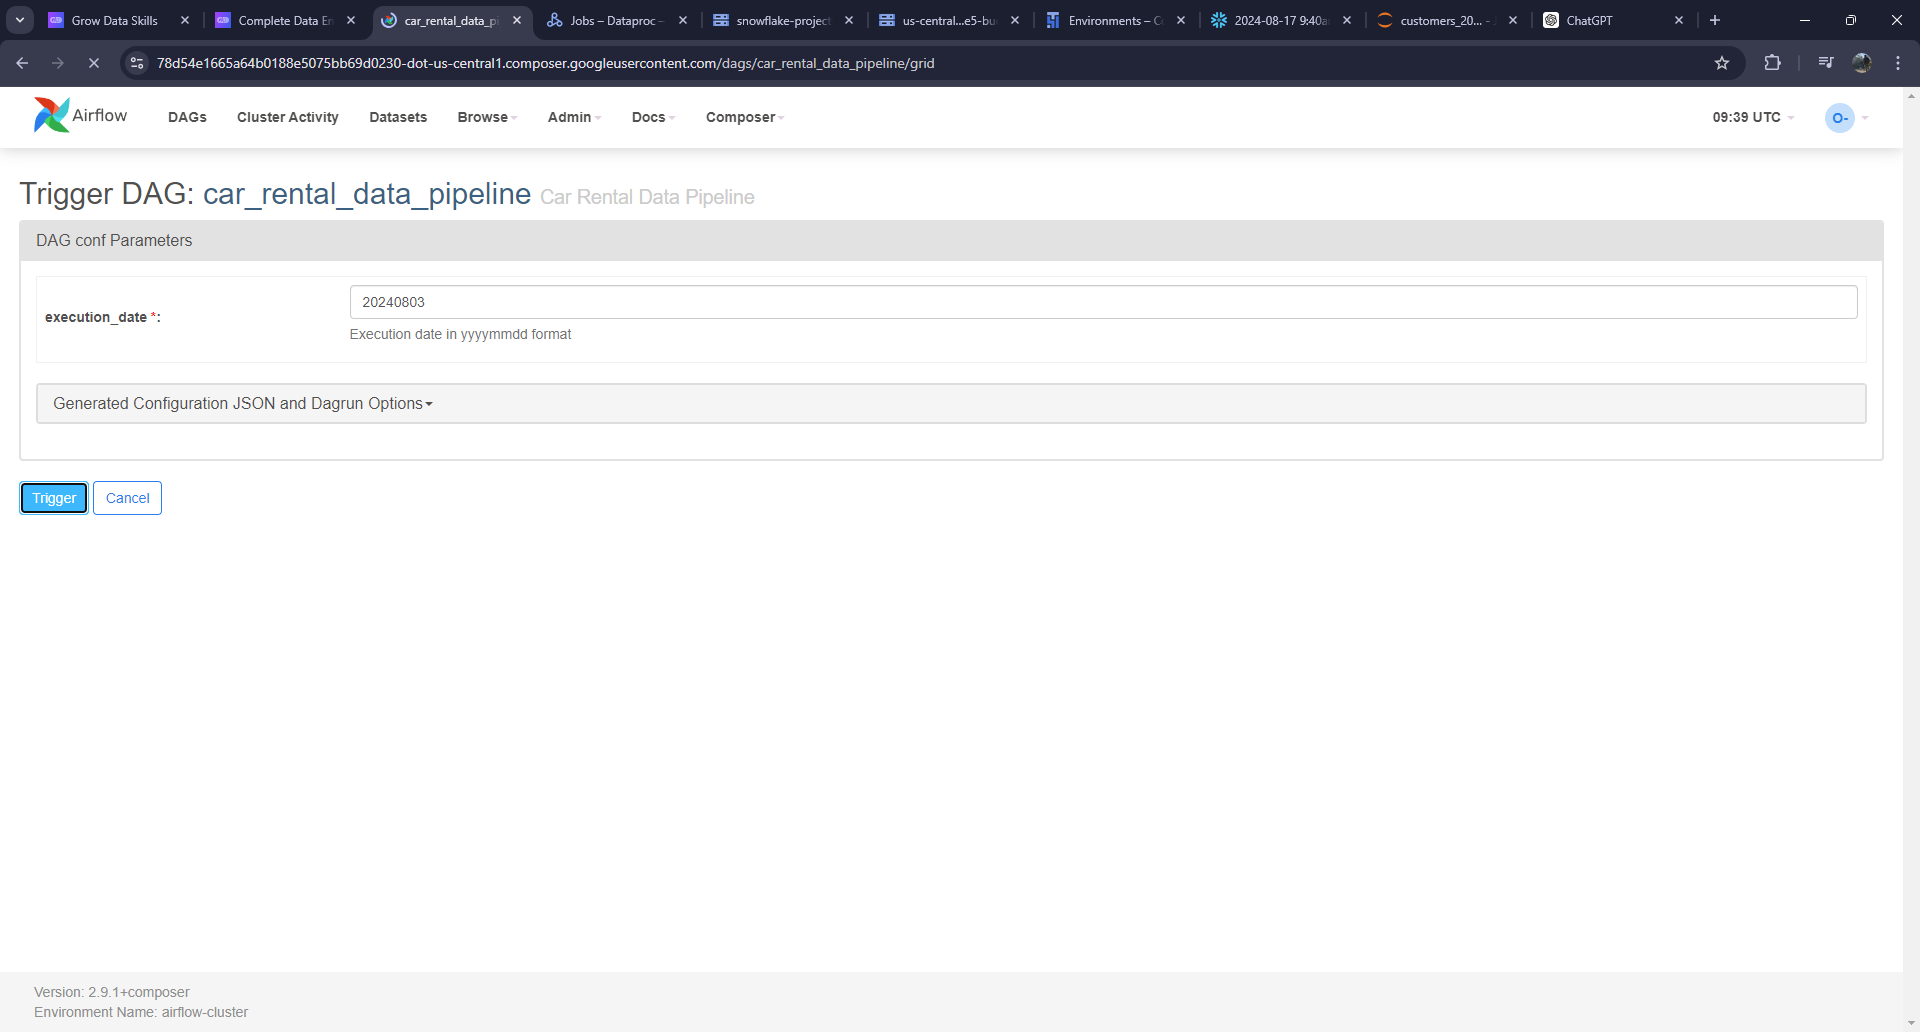 Grow Data Skills
Complete Data En
car_rental_data_pi
Jobs – Dataproc –
snowflake-project
us-central...e5-bu
Environments – Co
2024-08-17 9:40a
customers_20... - J
ChatGPT
78d54e1665a64b0188e5075bb69d0230-dot-us-central1.composer.googleusercontent.com/dags/car_rental_data_pipeline/grid
Airflow
DAGs
Cluster Activity
Datasets
Browse
Admin
Docs
Composer
09:39 UTC
O-
Trigger DAG: car_rental_data_pipeline Car Rental Data Pipeline
DAG conf Parameters
execution_date *:
20240803
Execution date in yyyymmdd format
Generated Configuration JSON and Dagrun Options
Trigger
Cancel
Version: 2.9.1+composer
Environment Name: airflow-cluster